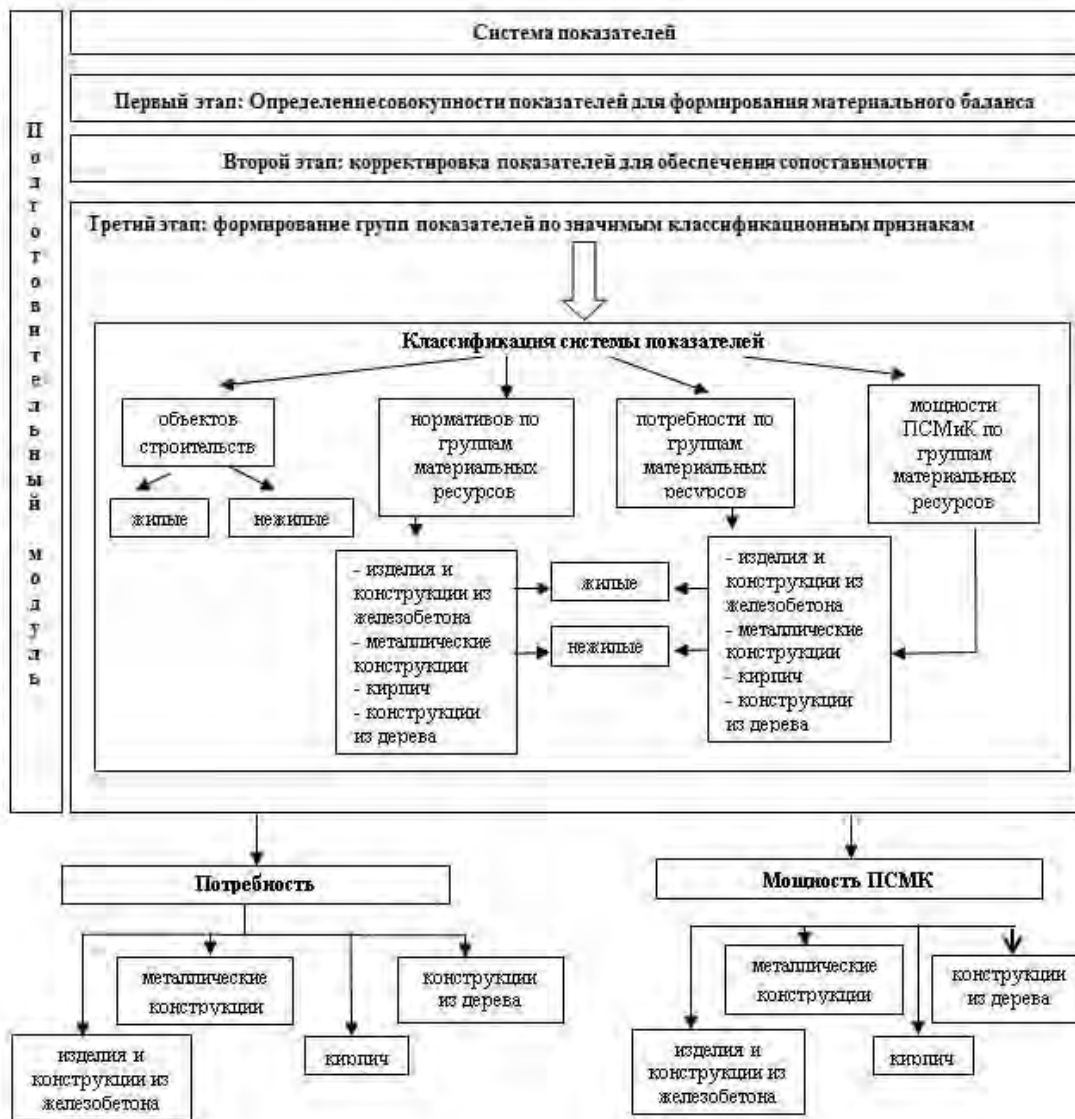 Подготовительный модуль
Система показателей
Первый этап: Определениесовокупности показателей для формирования материального баланса
Второй этап: корректировка показателей для обеспечения сопоставимости
Третий этап: формирование групп показателей по значимым классификационным признакам
Классификация системы показателей
объектов
строительств
жилые
нежилые
нормативов по
группам
материальных
ресурсов
потребности по
группам
материальных
ресурсов
мощности
ПСМиК по
группам
материальных
ресурсов
- изделия и
конструкции из
железобетона
- металлические
конструкции
- кирпич
- конструкции
из дерева
жилые
нежилые
- изделия и
конструкции из
железобетона
- металлические
конструкции
- кирпич
- конструкции
из дерева
Потребность
металлические
конструкции
конструкции
из дерева
изделия и
конструкции из
железобетона
кирпич
Мощность ПСМК
металлические
конструкции
конструкции
из дерева
изделия и
конструкции из
железобетона
кирпич